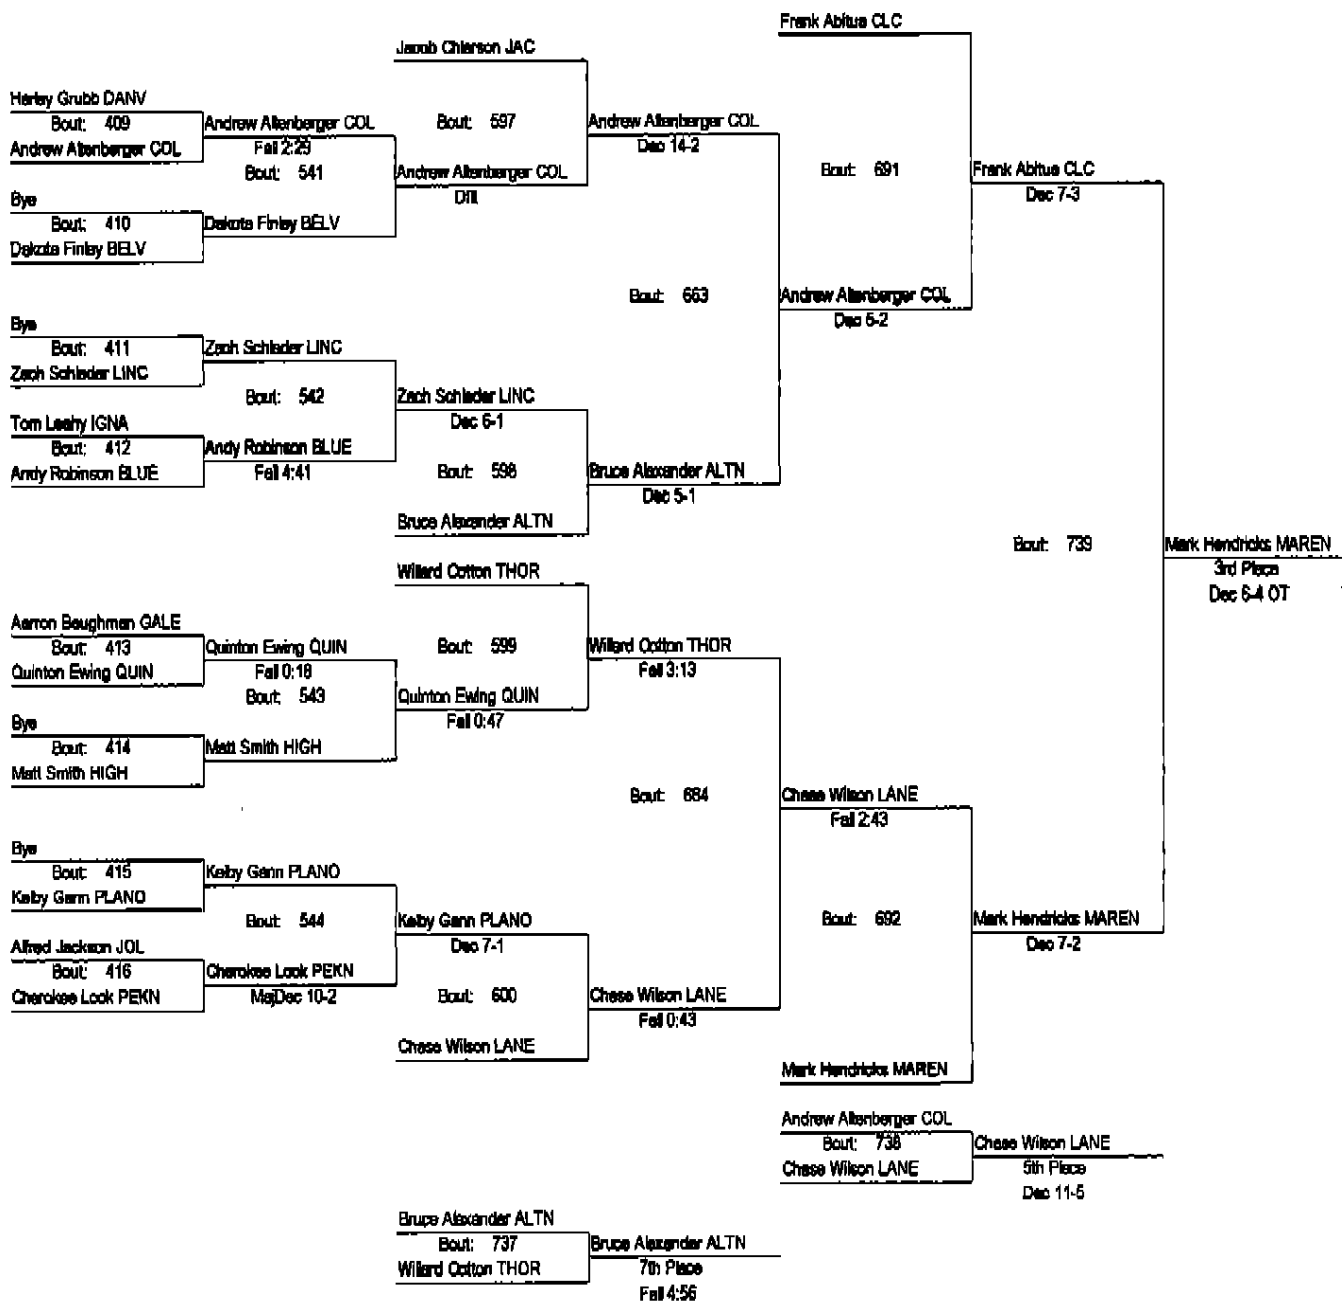 Frank Abitua CLC
Jacob Chierson JAC
Harley Grubb DANV
Bout: 409
Andrew Altenberger COL
Andrew Altenberger COL
Fall 2:29
Bout: 541
Bye
Bout: 410
Dakota Finley BELV
Dakota Finley BELV
Bout: 597
Andrew Altenberger COL
Dfit
Andrew Altenberger COL
Dec 14-2
Bout: 691
Frank Abitua CLC
Dec 7-3
Bout: 663
Andrew Altenberger COL
Dec 5-2
Bye
Bout: 411
Zach Schlader LINC
Zach Schlader LINC
Bout: 542
Zach Schlader LINC
Dec 6-1
Tom Leahy IGNA
Bout: 412
Andy Robinson BLUE
Andy Robinson BLUE
Fall 4:41
Bout: 598
Bruce Alexander ALTN
Dec 5-1
Bruce Alexander ALTN
Bout: 739
Mark Hendricks MAREN
3rd Place
Dec 6-4 OT
Willard Cotton THOR
Aarron Baughman GALE
Bout: 413
Quinton Ewing QUIN
Quinton Ewing QUIN
Fall 0:18
Bout: 543
Bout: 599
Willard Cotton THOR
Fall 3:13
Quinton Ewing QUIN
Fall 0:47
Bye
Bout: 414
Matt Smith HIGH
Matt Smith HIGH
Bout: 684
Chase Wilson LANE
Fall 2:43
Bye
Bout: 415
Kelby Gann PLANO
Kelby Gann PLANO
Bout: 544
Kelby Gann PLANO
Dec 7-1
Bout: 692
Mark Hendricks MAREN
Dec 7-2
Alfred Jackson JOL
Bout: 416
Cherokee Look PEKN
Cherokee Look PEKN
MajDec 10-2
Bout: 600
Chase Wilson LANE
Fall 0:43
Chase Wilson LANE
Mark Hendricks MAREN
Andrew Altenberger COL
Bout: 738
Chase Wilson LANE
Chase Wilson LANE
5th Place
Dec 11-5
Bruce Alexander ALTN
Bout: 737
Willard Cotton THOR
Bruce Alexander ALTN
7th Place
Fall 4:56